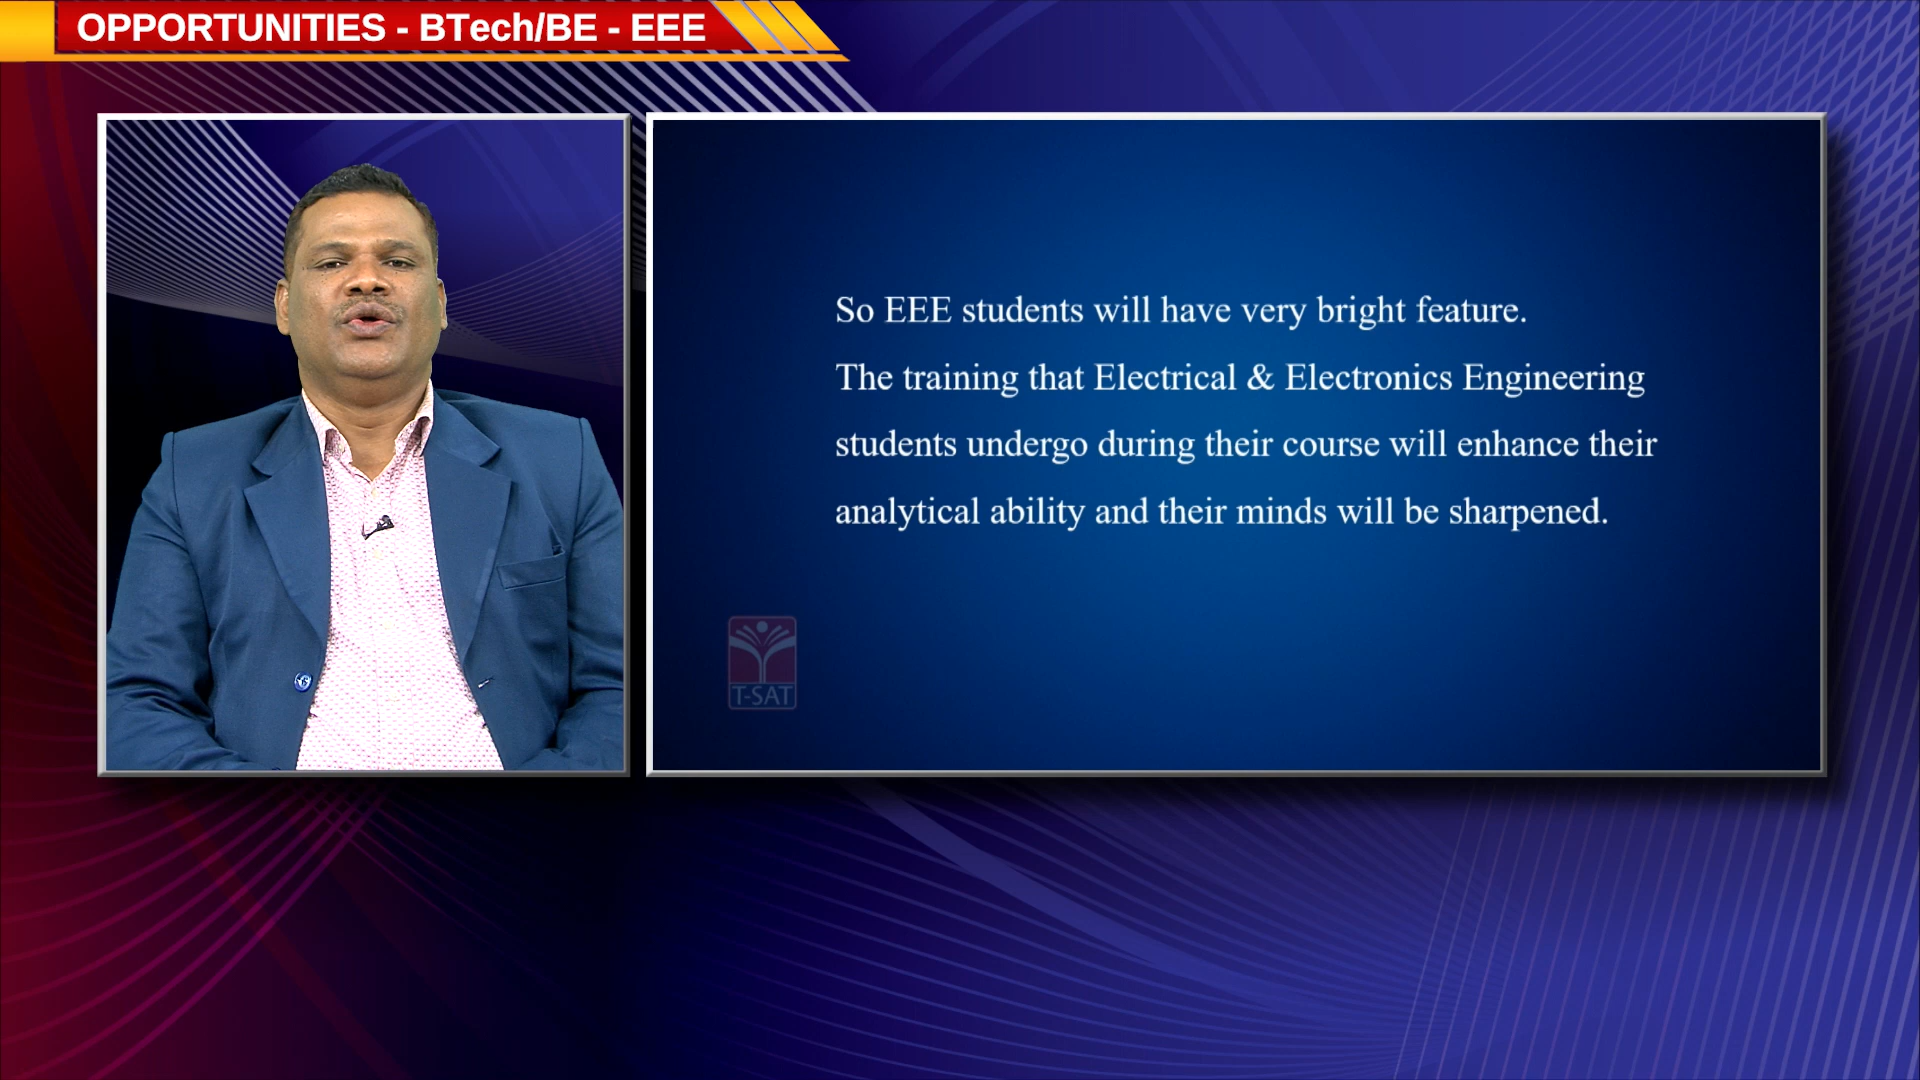 OPPORTUNITIES - BTech/BE - EEE
So EEE students will have very bright feature.
The training that Electrical & Electronics Engineering
students undergo during their course will enhance their
analytical ability and their minds will be sharpened.
T-SAT